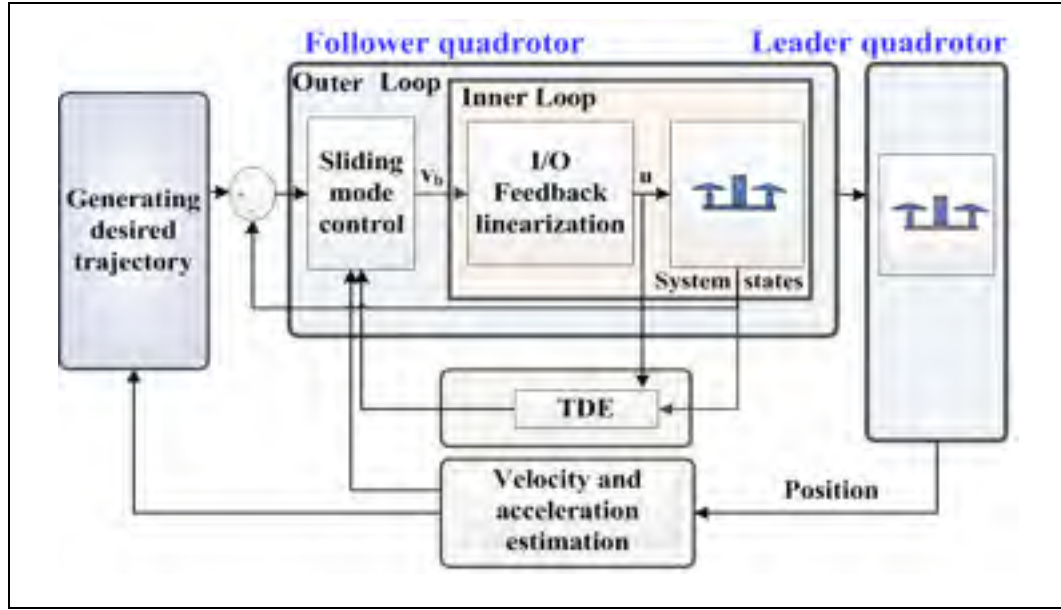 Follower quadrotor
Leader quadrotor
Outer Loop
Inner Loop
Generating
desired
trajectory
-
Sliding
mode
control
v_b
I/O
Feedback
linearization
u
System states
TDE
Velocity and
acceleration
estimation
Position